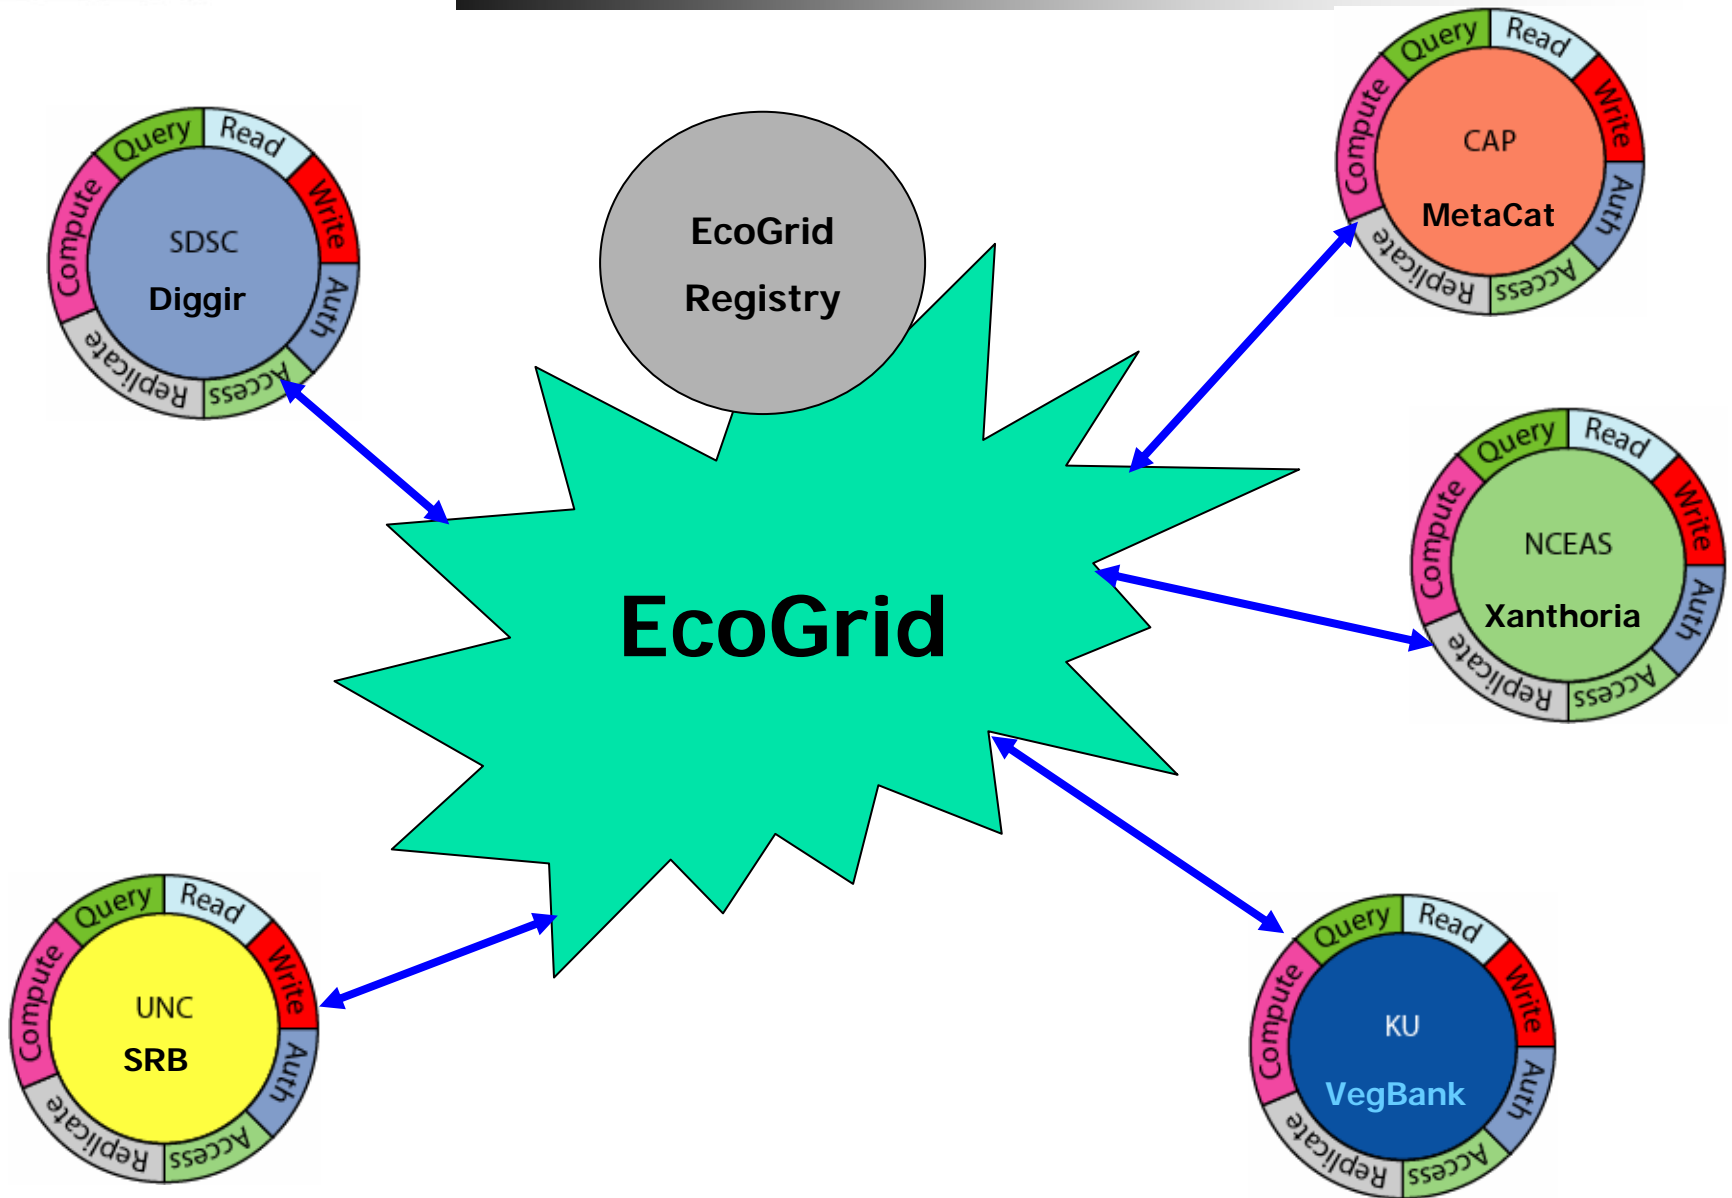 Query
Read
Write
Auth
Access
Replicate
Compute
SDSC
Diggir
EcoGrid
Registry
Query
Read
Write
Auth
Access
Replicate
Compute
CAP
MetaCat
Query
Read
Write
Auth
Access
Replicate
Compute
NCEAS
Xanthoria
EcoGrid
Query
Read
Write
Auth
Access
Replicate
Compute
UNC
SRB
Query
Read
Write
Auth
Access
Replicate
Compute
KU
VegBank